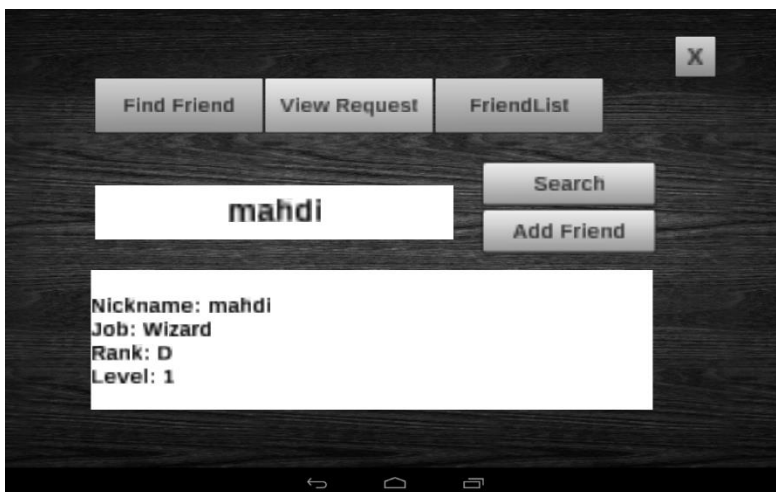 X
Find Friend View Request FriendList
mahdi
Search
Add Friend
Nickname: mahdi
Job: Wizard
Rank: D
Level: 1